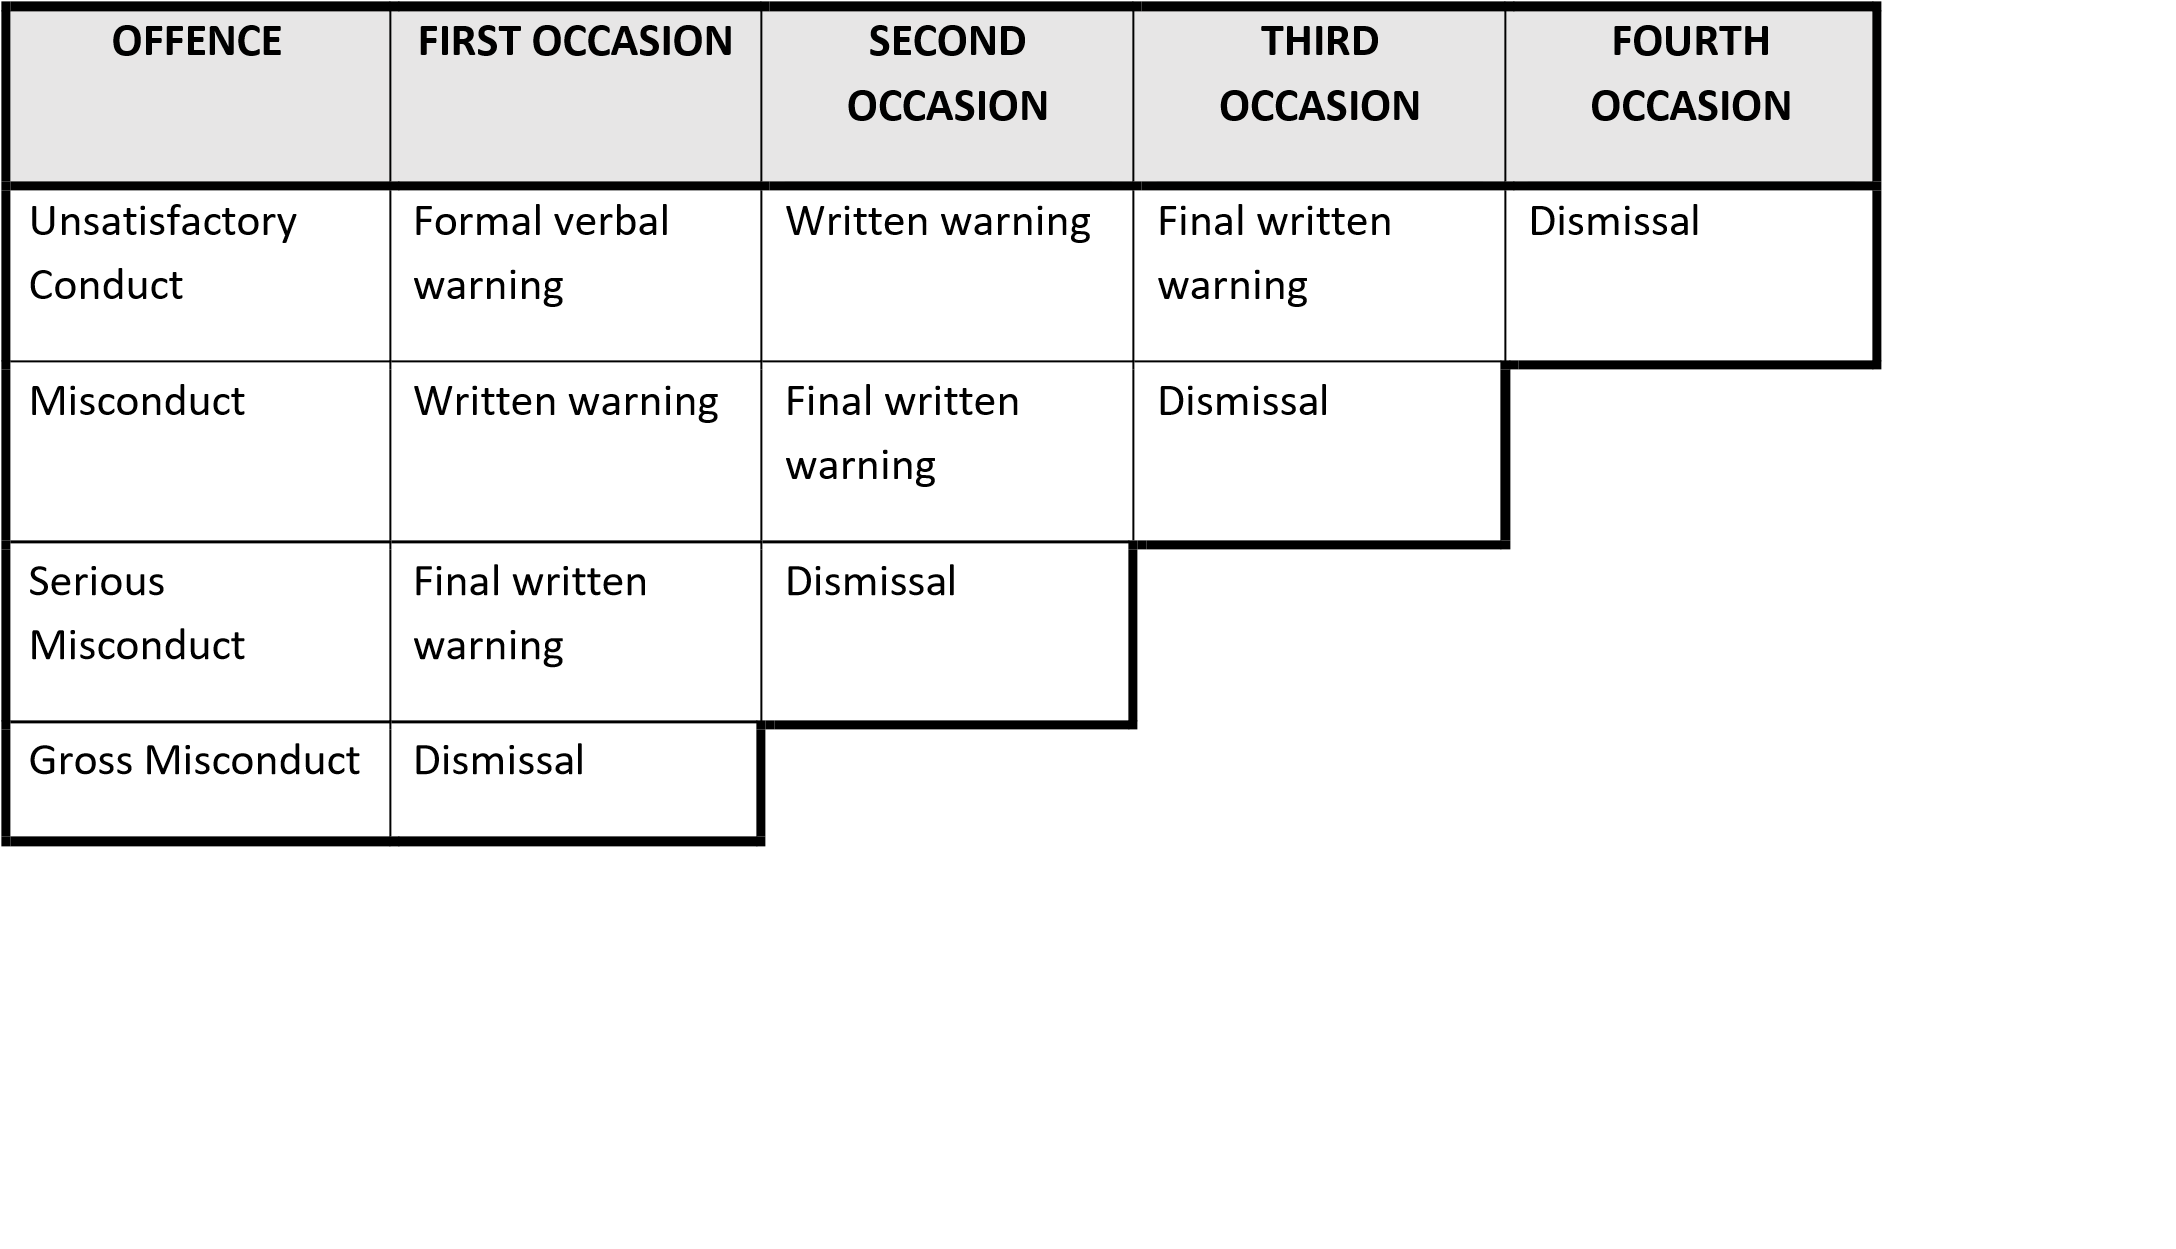 OFFENCE
FIRST OCCASION
SECOND
OCCASION
THIRD
OCCASION
FOURTH
OCCASION
Unsatisfactory
Conduct
Formal verbal
warning
Written warning
Final written
warning
Dismissal
Misconduct
Written warning
Final written
warning
Dismissal
Serious
Misconduct
Final written
warning
Dismissal
Gross Misconduct
Dismissal